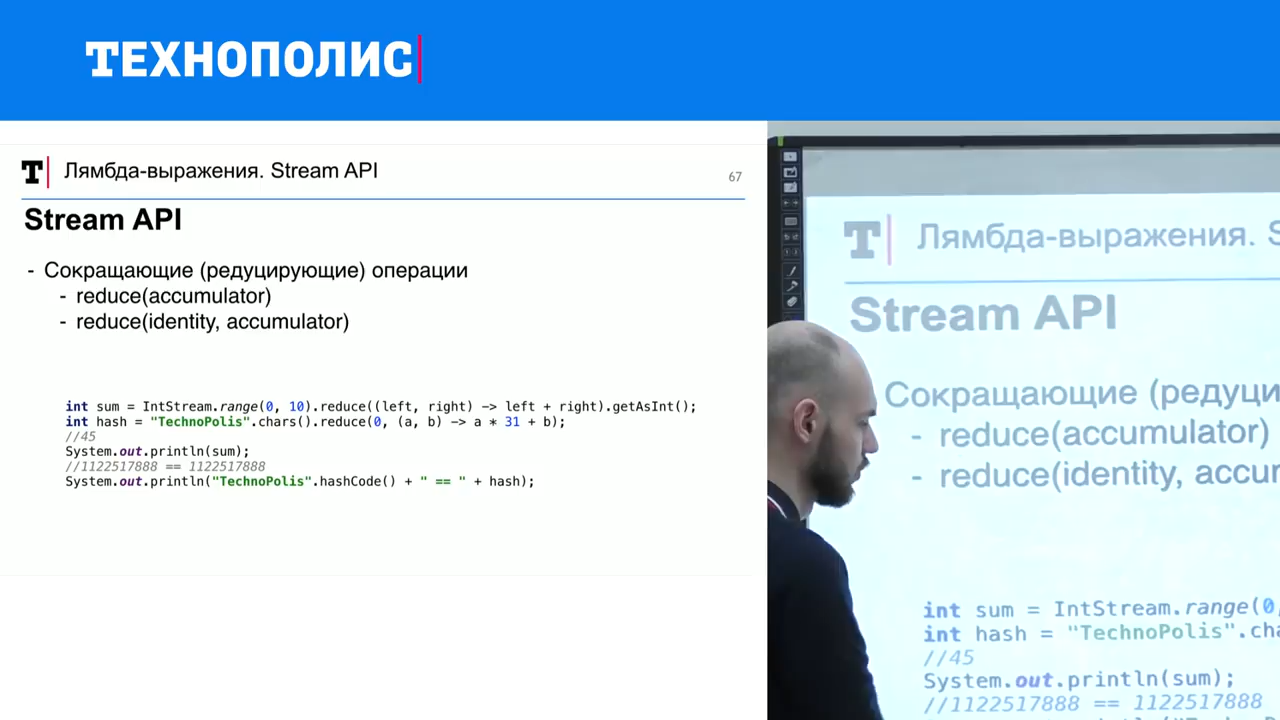 ТЕХНОПОЛИС
T Лямбда-выражения. Stream API
67
Stream API
- Сокращающие (редуцирующие) операции
- reduce(accumulator)
- reduce(identity, accumulator)
int sum = IntStream.range(0, 10).reduce((left, right) -> left + right).getAsInt();
int hash = "TechnoPolis".chars().reduce(0, (a, b) -> a * 31 + b);
//45
System.out.println(sum);
//1122517888 == 1122517888
System.out.println("TechnoPolis".hashCode() + " == " + hash);
T Лямбда-выражения. S
Stream API
Сокращающие (редуци
- reduce(accumulator)
- reduce(identity, accur
int sum = IntStream.range(0,
int hash = "TechnoPolis".cha
//45
System.out.println(sum);
//1122517888 == 1122517888